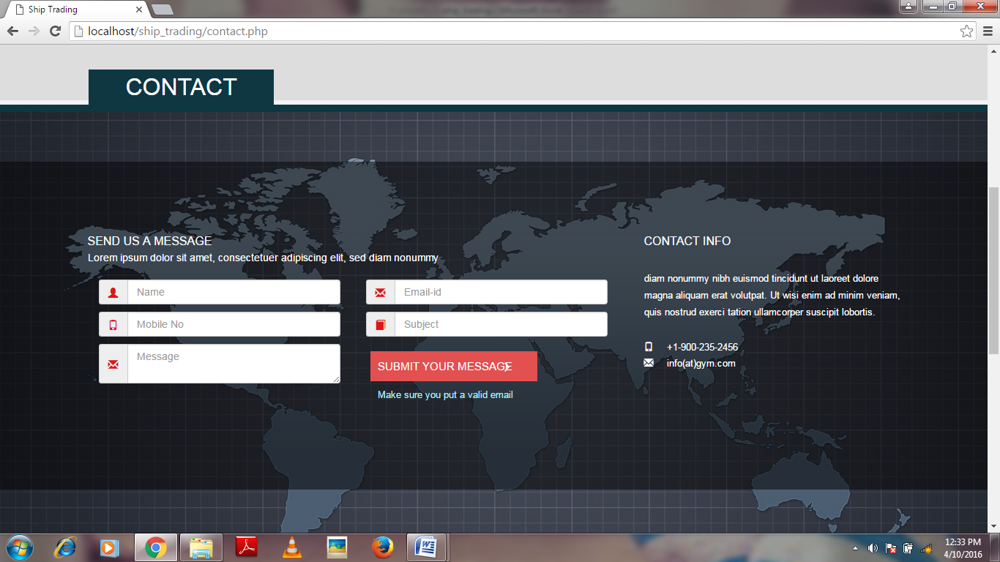 Ship Trading
localhost/ship_trading/contact.php
CONTACT
SEND US A MESSAGE
Lorem ipsum dolor sit amet, consectetuer adipiscing elit, sed diam nonummy
Name
Email-id
Mobile No
Subject
Message
SUBMIT YOUR MESSAGE
Make sure you put a valid email
CONTACT INFO
diam nonummy nibh euismod tincidunt ut laoreet dolore
magna aliquam erat volutpat. Ut wisi enim ad minim veniam,
quis nostrud exerci tation ullamcorper suscipit lobortis.
+1-900-235-2456
info(at)gym.com
12:33 PM
4/10/2016